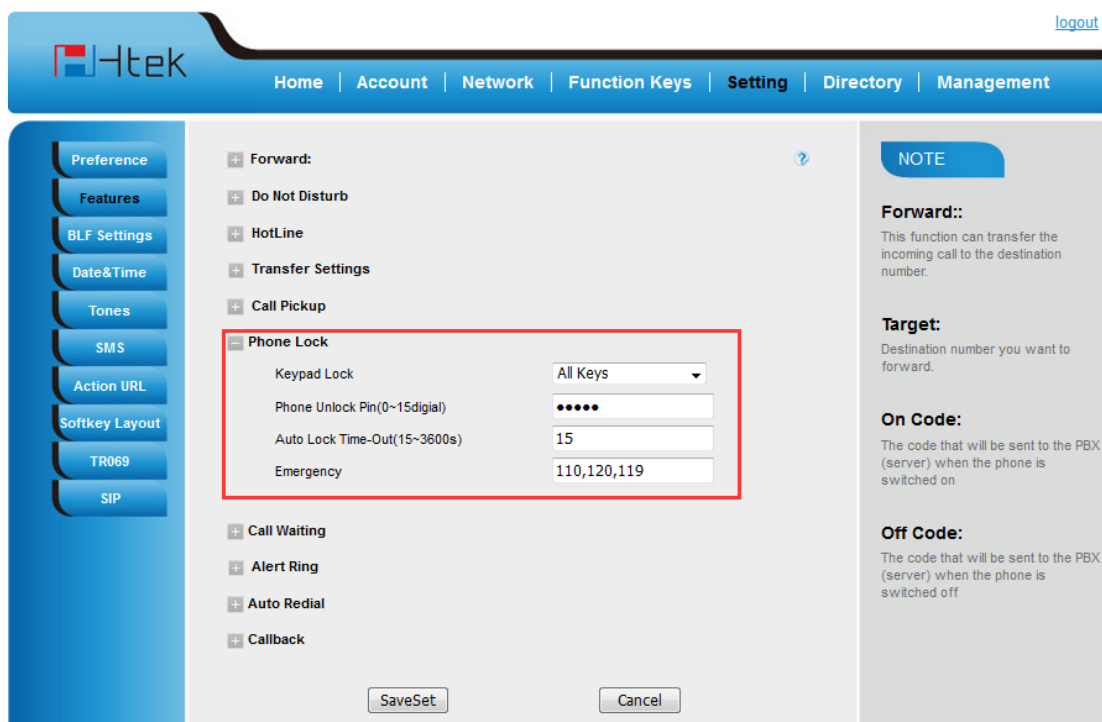 logout
Htek
Home | Account | Network | Function Keys | Setting | Directory | Management
Preference
Features
BLF Settings
Date&Time
Tones
SMS
Action URL
Softkey Layout
TR069
SIP
Forward:
Do Not Disturb
HotLine
Transfer Settings
Call Pickup
Phone Lock
Keypad Lock All Keys
Phone Unlock Pin(0~15digial) •••••
Auto Lock Time-Out(15~3600s) 15
Emergency 110,120,119
Call Waiting
Alert Ring
Auto Redial
Callback
SaveSet Cancel
NOTE
Forward::
This function can transfer the
incoming call to the destination
number.
Target:
Destination number you want to
forward.
On Code:
The code that will be sent to the PBX
(server) when the phone is
switched on
Off Code:
The code that will be sent to the PBX
(server) when the phone is
switched off